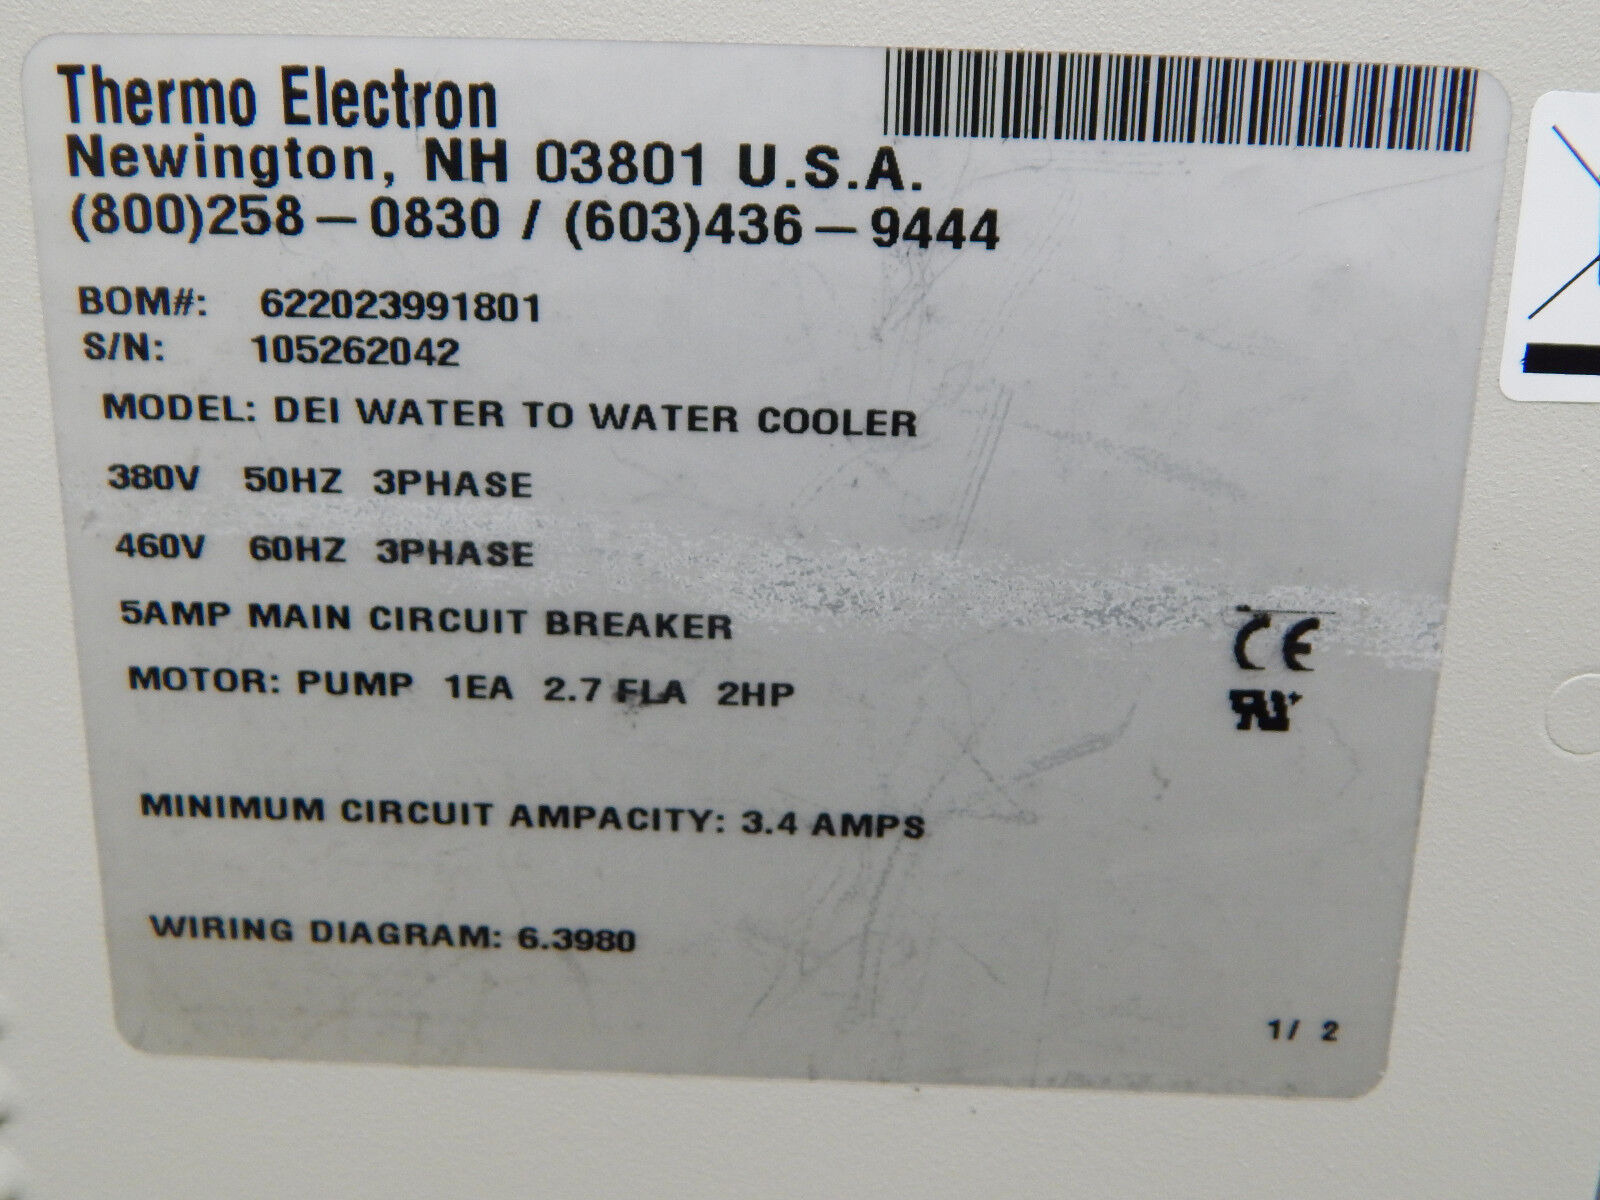 Thermo Electron
Newington, NH 03801 U.S.A.
(800)258-0830 / (603)436-9444
BOM#: 622023991801
S/N: 105262042
MODEL: DEI WATER TO WATER COOLER
380V 50HZ 3PHASE
460V 60HZ 3PHASE
5AMP MAIN CIRCUIT BREAKER
CE
MOTOR: PUMP 1EA 2.7 FLA 2HP
RU
MINIMUM CIRCUIT AMPACITY: 3.4 AMPS
WIRING DIAGRAM: 6.3980
1/ 2